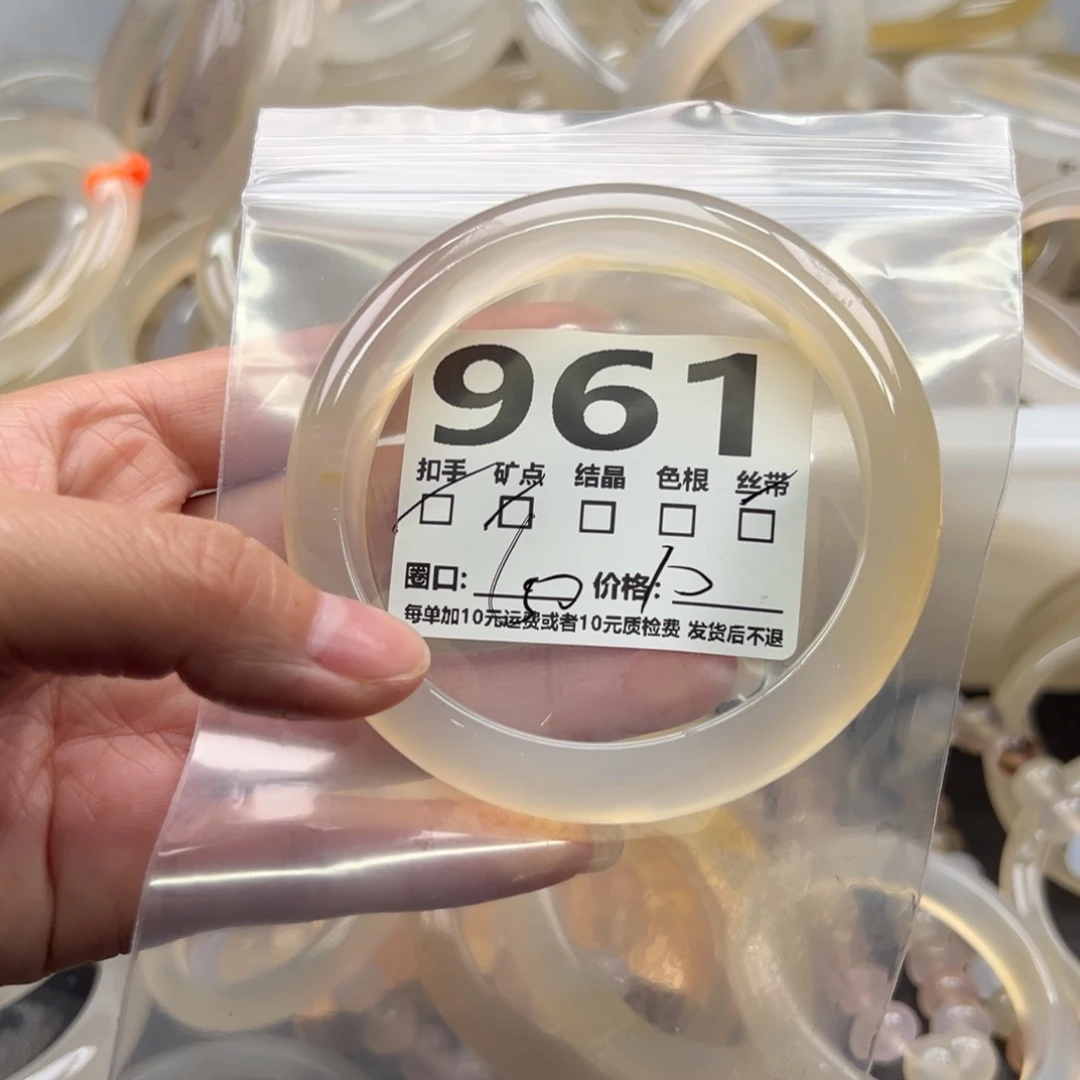 961
扣手 矿点 结晶 色根 丝带
圈口: 60 价格:
每单加10元运费或者10元质检费 发货后不退